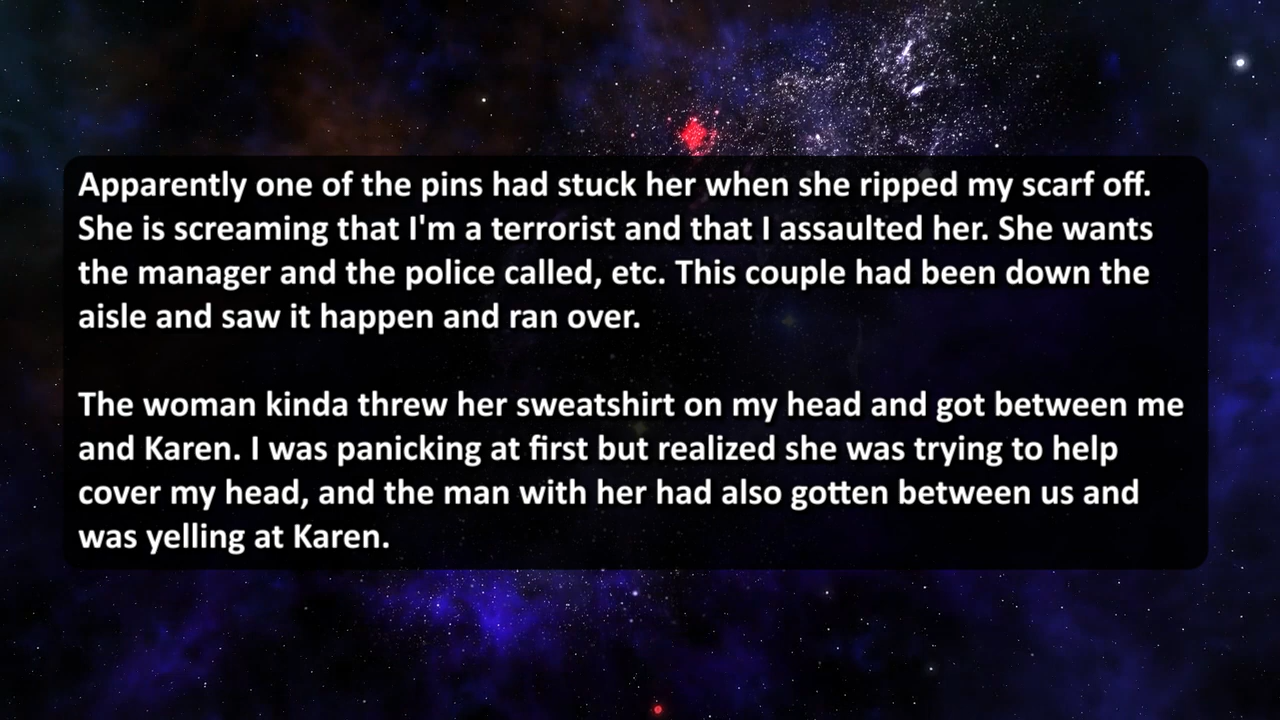 Apparently one of the pins had stuck her when she ripped my scarf off.
She is screaming that I'm a terrorist and that I assaulted her. She wants
the manager and the police called, etc. This couple had been down the
aisle and saw it happen and ran over.
The woman kinda threw her sweatshirt on my head and got between me
and Karen. I was panicking at first but realized she was trying to help
cover my head, and the man with her had also gotten between us and
was yelling at Karen.